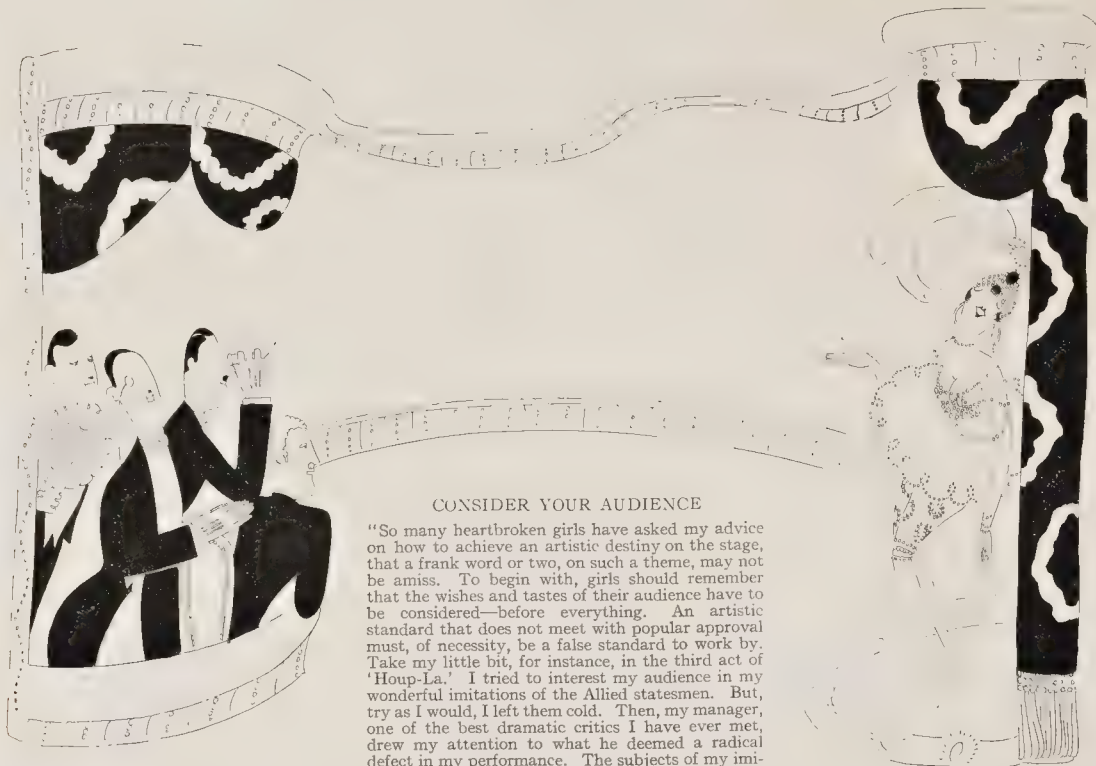 CONSIDER YOUR AUDIENCE
"So many heartbroken girls have asked my advice
on how to achieve an artistic destiny on the stage,
that a frank word or two, on such a theme, may not
be amiss. To begin with, girls should remember
that the wishes and tastes of their audience have to
be considered—before everything. An artistic
standard that does not meet with popular approval
must, of necessity, be a false standard to work by.
Take my little bit, for instance, in the third act of
'Houp-La.' I tried to interest my audience in my
wonderful imitations of the Allied statesmen. But,
try as I would, I left them cold. Then, my manager,
one of the best dramatic critics I have ever met,
drew my attention to what he deemed a radical
defect in my performance. The subjects of my imi-